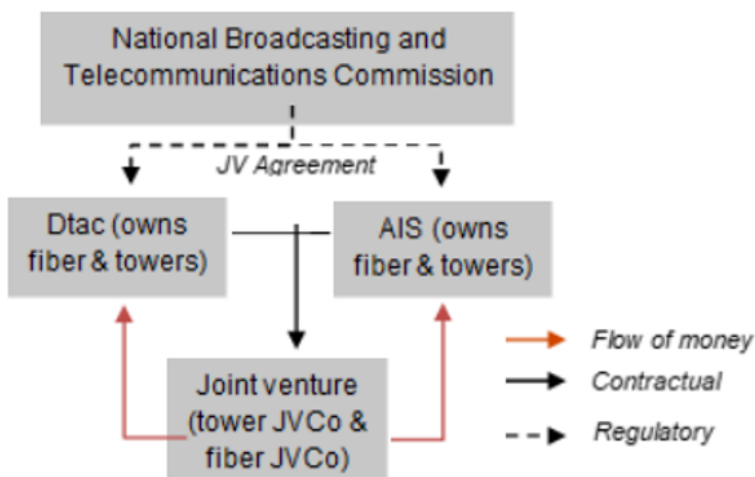 National Broadcasting and
Telecommunications Commission
JV Agreement
Dtac (owns
fiber & towers)
AIS (owns
fiber & towers)
Joint venture
(tower JVCo &
fiber JVCo)
Flow of money
Contractual
Regulatory